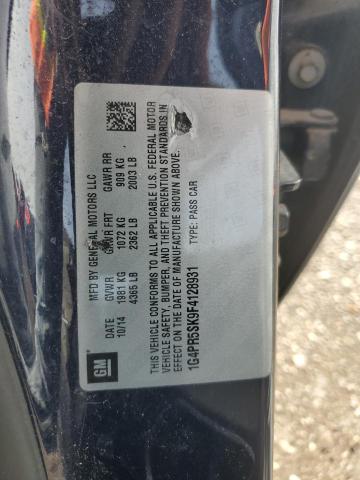 MFD BY GENERAL MOTORS LLC
DATE GVWR GAWR FRT GAWR RR
10/14 1981 KG 1072 KG 909 KG
4365 LB 2362 LB 2003 LB
THIS VEHICLE CONFORMS TO ALL APPLICABLE U.S. FEDERAL MOTOR
VEHICLE SAFETY, BUMPER, AND THEFT PREVENTION STANDARDS IN
EFFECT ON THE DATE OF MANUFACTURE SHOWN ABOVE.
1G4PR5SK9F4128931 TYPE: PASS CAR
GM